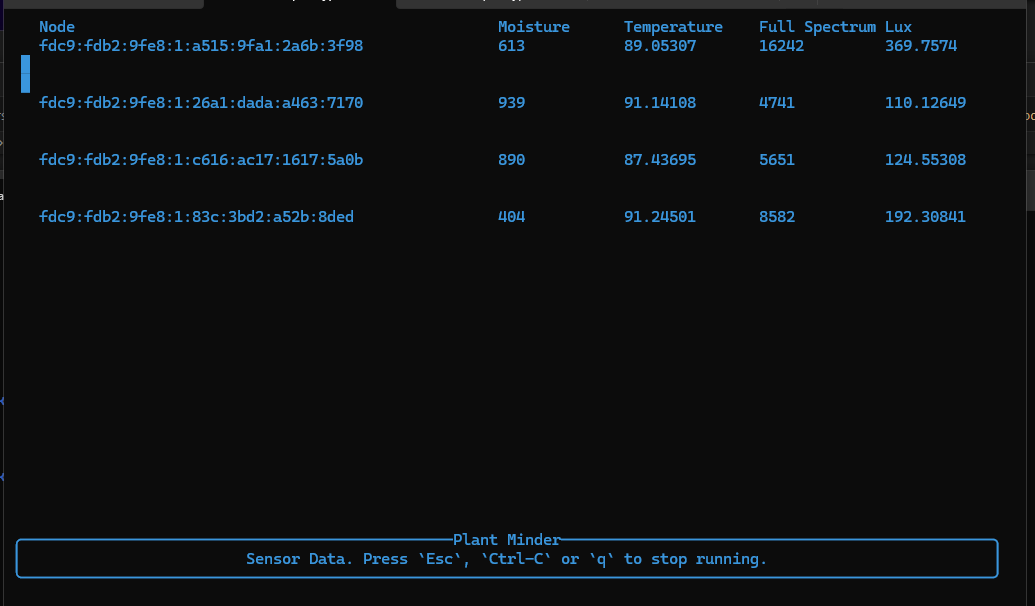 Node Moisture Temperature Full Spectrum Lux
fdc9:fdb2:9fe8:1:a515:9fa1:2a6b:3f98 613 89.05307 16242 369.7574
fdc9:fdb2:9fe8:1:26a1:dada:a463:7170 939 91.14108 4741 110.12649
fdc9:fdb2:9fe8:1:c616:ac17:1617:5a0b 890 87.43695 5651 124.55308
fdc9:fdb2:9fe8:1:83c:3bd2:a52b:8ded 404 91.24501 8582 192.30841
Plant Minder
Sensor Data. Press `Esc`, `Ctrl-C` or `q` to stop running.